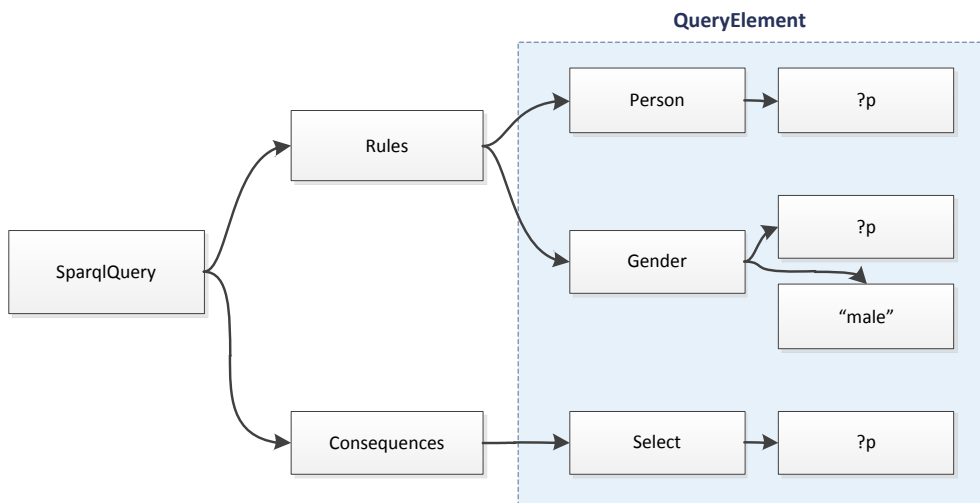 QueryElement
Person
?p
Rules
?p
Gender
SparqlQuery
“male”
Consequences
Select
?p